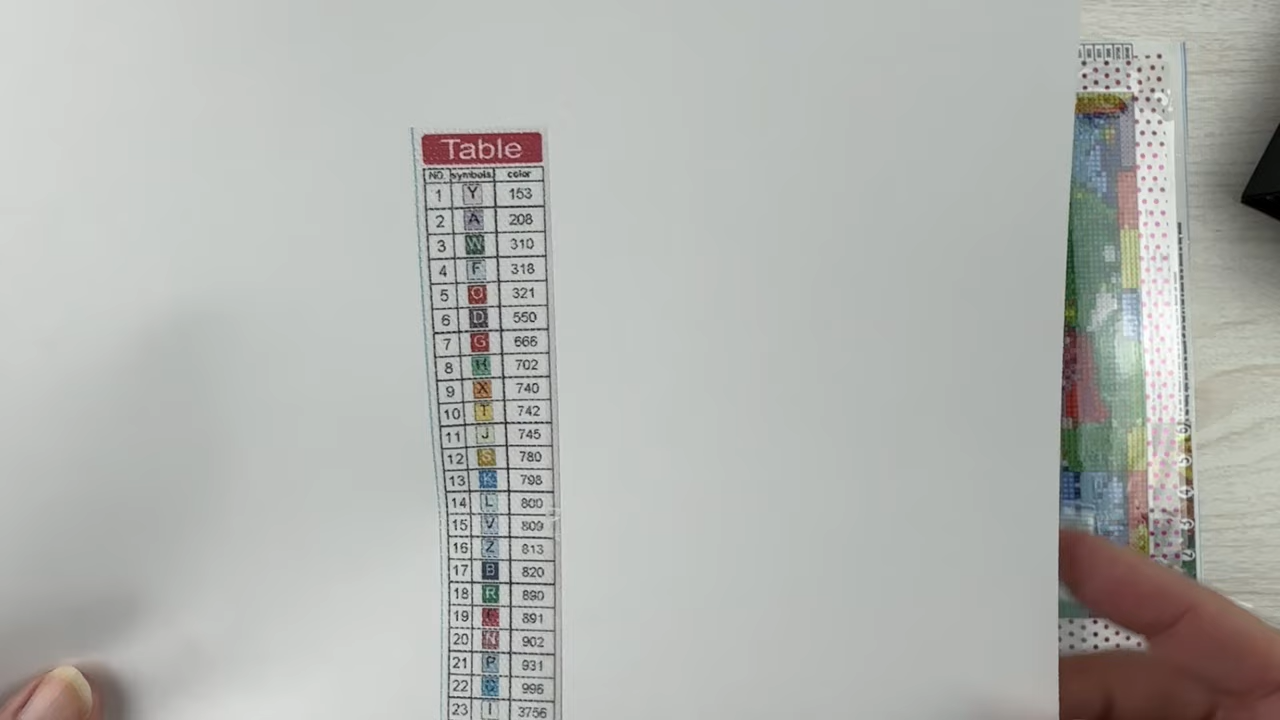 Table
NO. symbols. color
1 Y 153
2 A 208
3 W 310
4 F 318
5 O 321
6 D 550
7 G 666
8 H 702
9 X 740
10 T 742
11 J 745
12 S 780
13 K 798
14 L 800
15 V 809
16 Z 813
17 B 820
18 R 890
19 891
20 N 902
21 P 931
22 996
23 I 3756